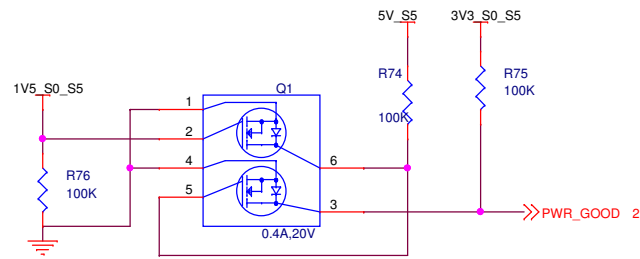 5V_S5
3V3_S0_S5
1V5_S0_S5
Q1
R74
100K
R75
100K
1
2
4
5
6
3
R76
100K
0.4A,20V
PWR_GOOD 2